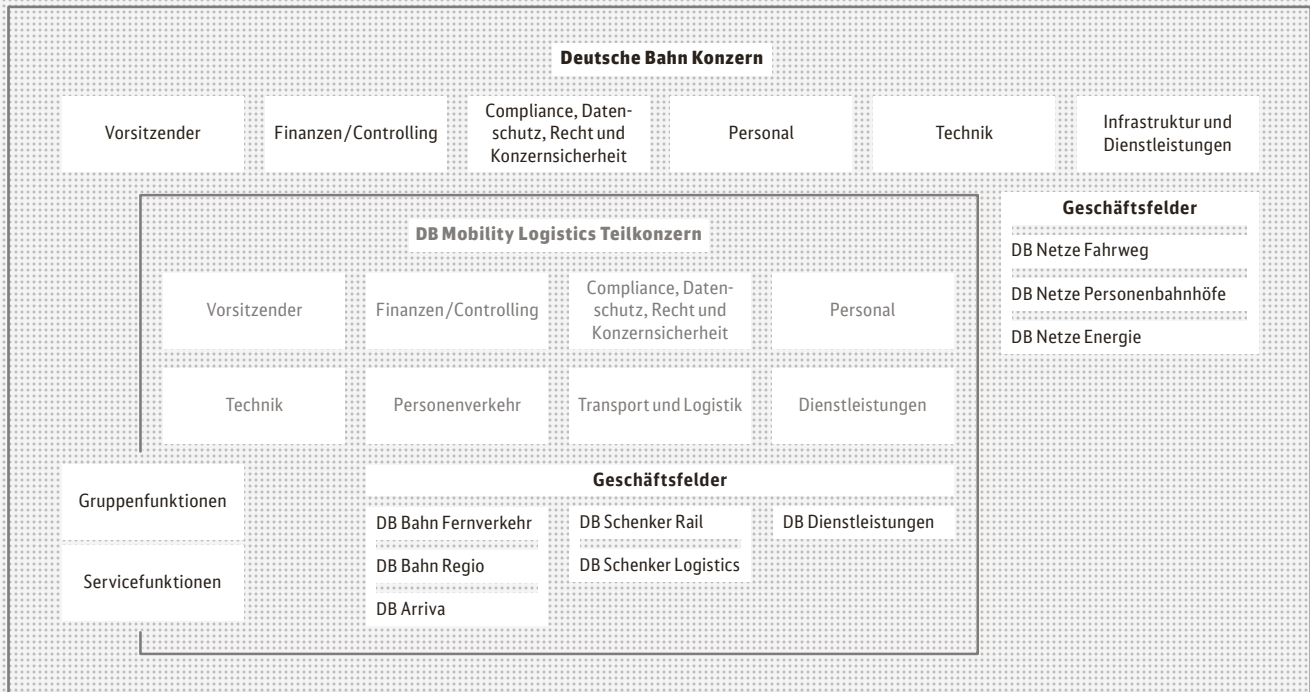 Deutsche Bahn Konzern
Vorsitzender
Finanzen/Controlling
Compliance, Daten-
schutz, Recht und
Konzernsicherheit
Personal
Technik
Infrastruktur und
Dienstleistungen
DB Mobility Logistics Teilkonzern
Vorsitzender
Finanzen/Controlling
Compliance, Daten-
schutz, Recht und
Konzernsicherheit
Personal
Technik
Personenverkehr
Transport und Logistik
Dienstleistungen
Geschäftsfelder
DB Netze Fahrweg
DB Netze Personenbahnhöfe
DB Netze Energie
Gruppenfunktionen
Servicefunktionen
Geschäftsfelder
DB Bahn Fernverkehr
DB Bahn Regio
DB Arriva
DB Schenker Rail
DB Schenker Logistics
DB Dienstleistungen